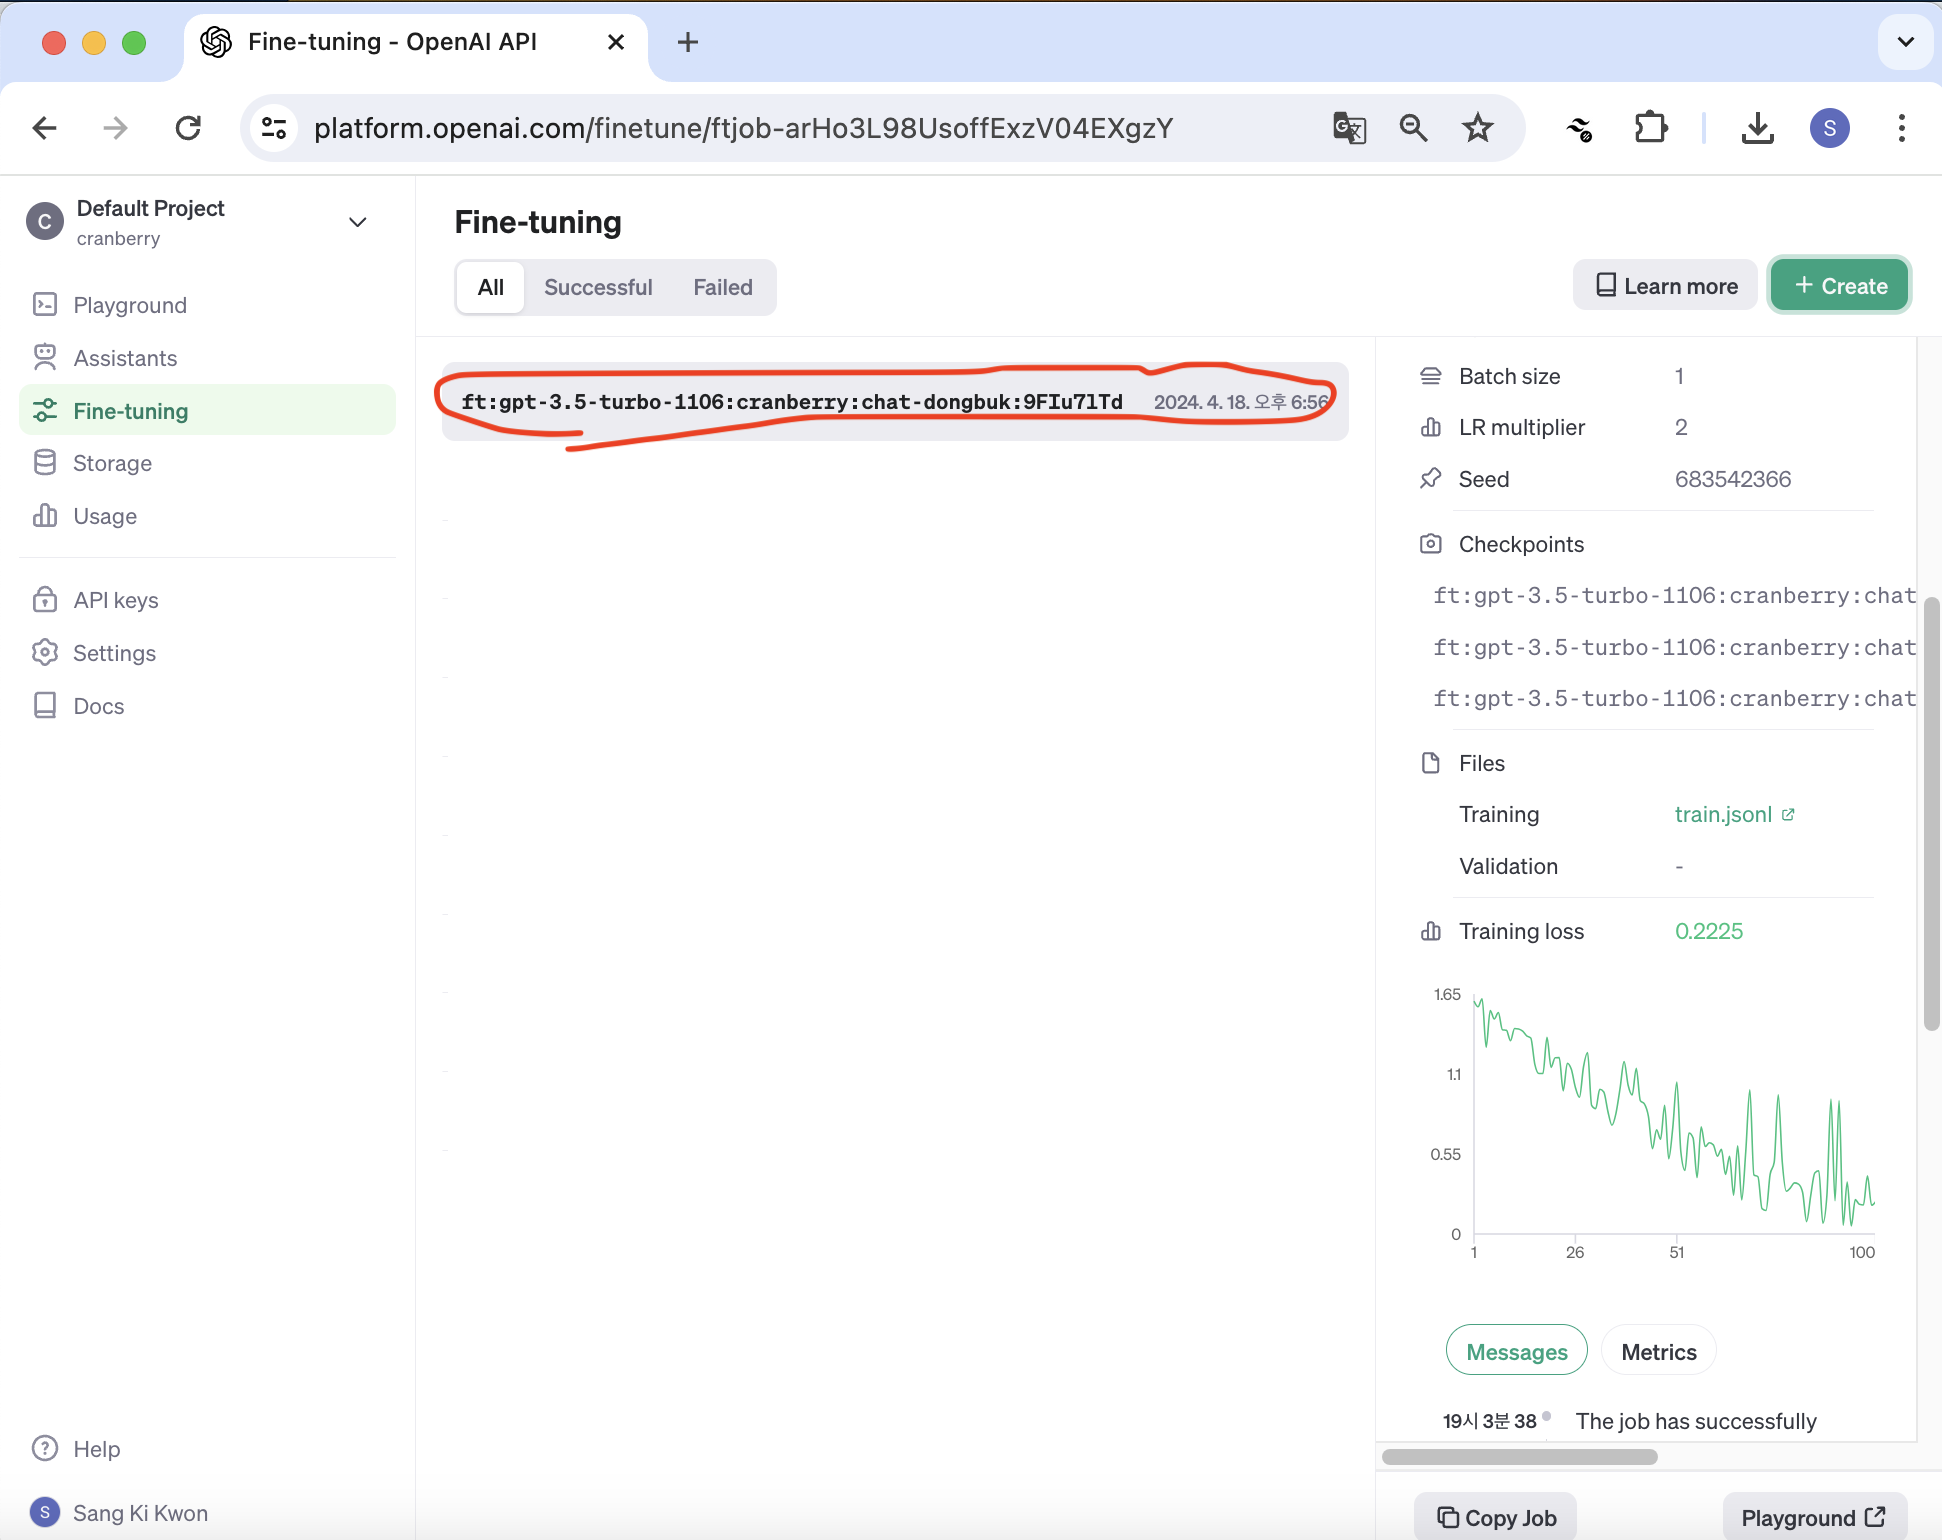 Fine-tuning - OpenAI API
platform.openai.com/finetune/ftjob-arHo3L98UsoffExzV04EXgzY
S
C
Default Project
cranberry
Playground
Assistants
Fine-tuning
Storage
Usage
API keys
Settings
Docs
Help
S
Sang Ki Kwon
Fine-tuning
All Successful Failed
Learn more
+ Create
ft:gpt-3.5-turbo-1106:cranberry:chat-dongbuk:9FIu7lTd 2024. 4. 18. 오후 6:56
Batch size 1
LR multiplier 2
Seed 683542366
Checkpoints
ft:gpt-3.5-turbo-1106:cranberry:chat
ft:gpt-3.5-turbo-1106:cranberry:chat
ft:gpt-3.5-turbo-1106:cranberry:chat
Files
Training train.jsonl
Validation -
Training loss 0.2225
1.65
1.1
0.55
0
1 26 51 100
Messages Metrics
19시 3분 38 The job has successfully
Copy Job
Playground